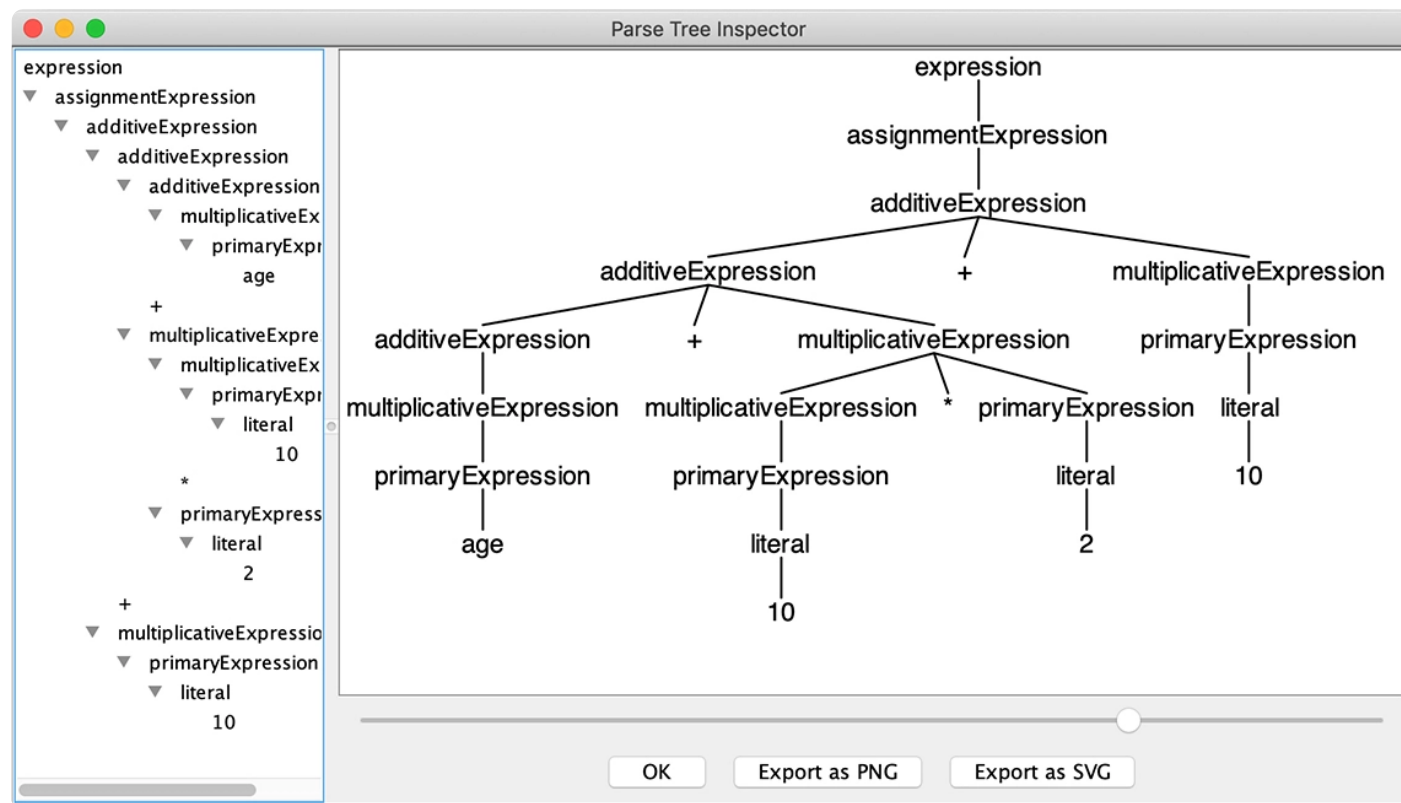 Parse Tree Inspector
expression
assignmentExpression
additiveExpression
additiveExpression
additiveExpression
multiplicativeEx
primaryExpr
age
+
multiplicativeExpre
multiplicativeEx
primaryExpr
literal
10
*
primaryExpress
literal
2
+
multiplicativeExpressio
primaryExpression
literal
10
expression
assignmentExpression
additiveExpression
additiveExpression + multiplicativeExpression
additiveExpression + multiplicativeExpression primaryExpression
multiplicativeExpression multiplicativeExpression * primaryExpression literal
primaryExpression primaryExpression literal 10
age literal 2
10
OK Export as PNG Export as SVG